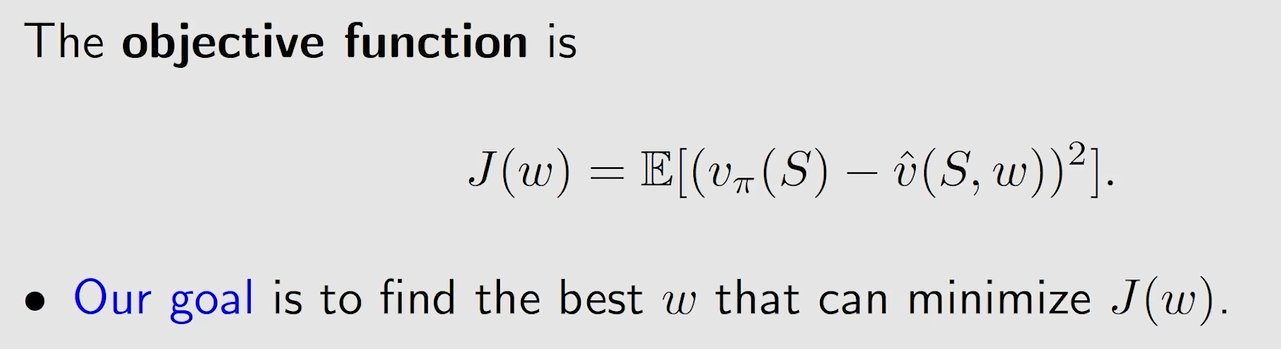 The objective function is
J(w) = 𝔼[(v_π(S) − v̂(S, w))²].
• Our goal is to find the best w that can minimize J(w).